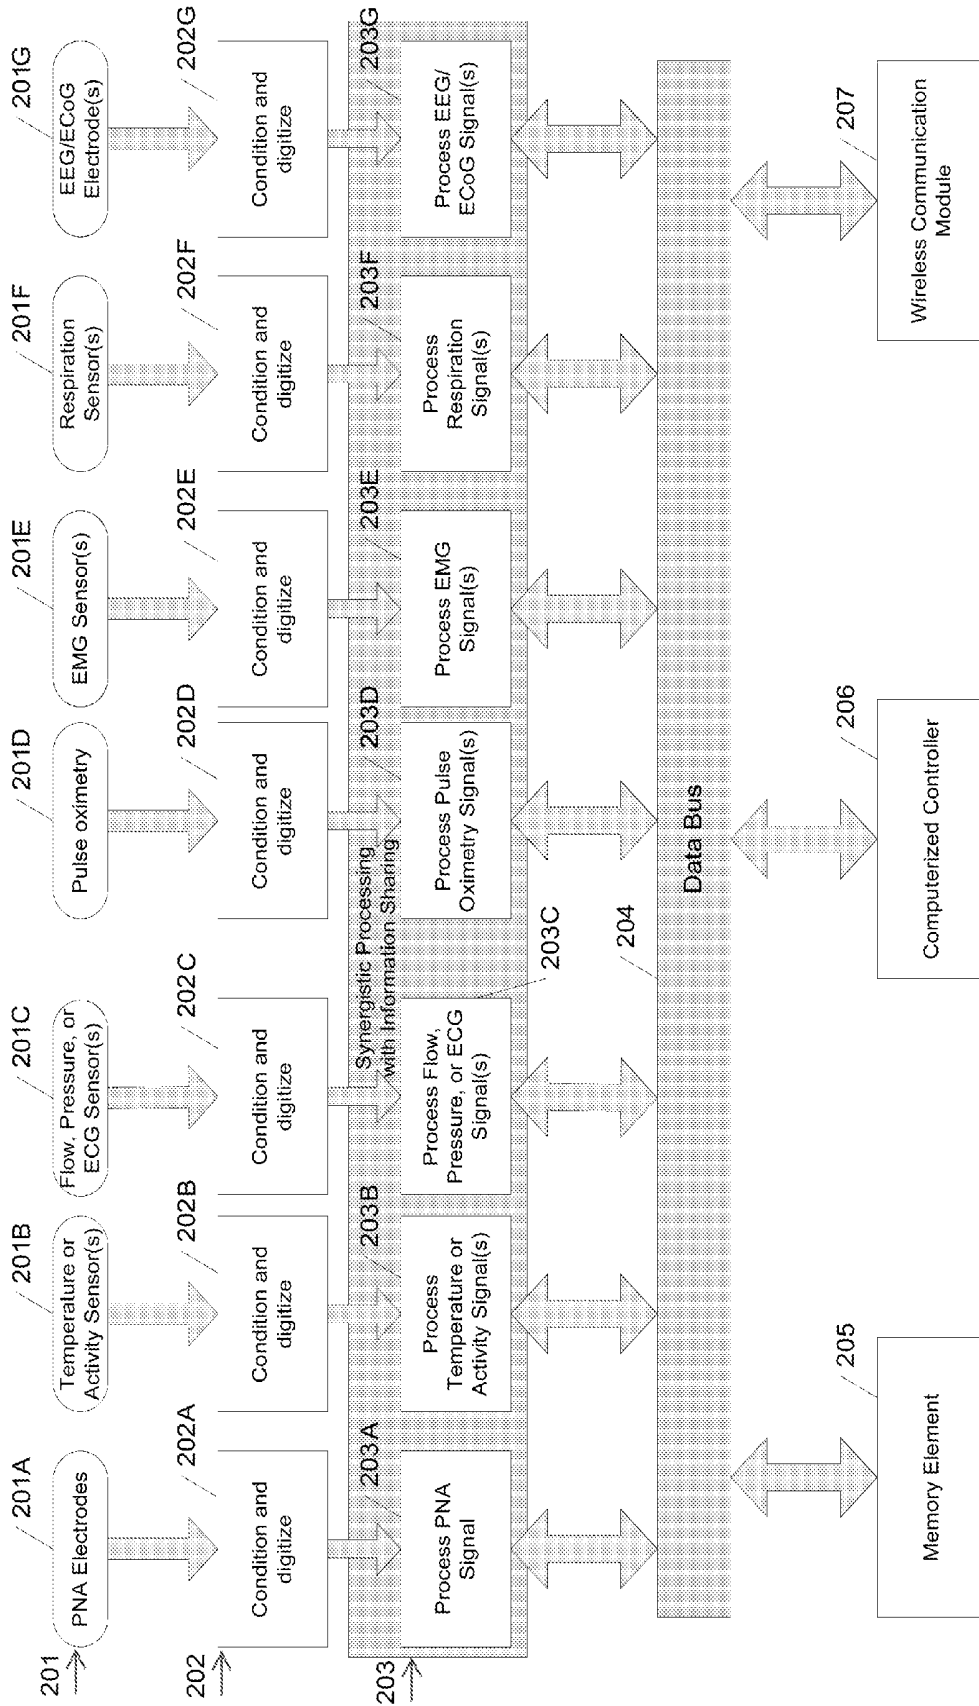 201
201A
PNA Electrodes
201B
Temperature or
Activity Sensor(s)
201C
Flow, Pressure, or
ECG Sensor(s)
201D
Pulse oximetry
201E
EMG Sensor(s)
201F
Respiration
Sensor(s)
201G
EEG/ECoG
Electrode(s)
202
202A
Condition and
digitize
202B
Condition and
digitize
202C
Condition and
digitize
202D
Condition and
digitize
202E
Condition and
digitize
202F
Condition and
digitize
202G
Condition and
digitize
Synergistic Processing
with Information Sharing
203
203A
Process PNA
Signal
203B
Process
Temperature or
Activity Signal(s)
203C
Process Flow,
Pressure, or ECG
Signal(s)
203D
Process Pulse
Oximetry Signal(s)
203E
Process EMG
Signal(s)
203F
Process
Respiration
Signal(s)
203G
Process EEG/
ECoG Signal(s)
204
Data Bus
205
Memory Element
206
Computerized Controller
207
Wireless Communication
Module